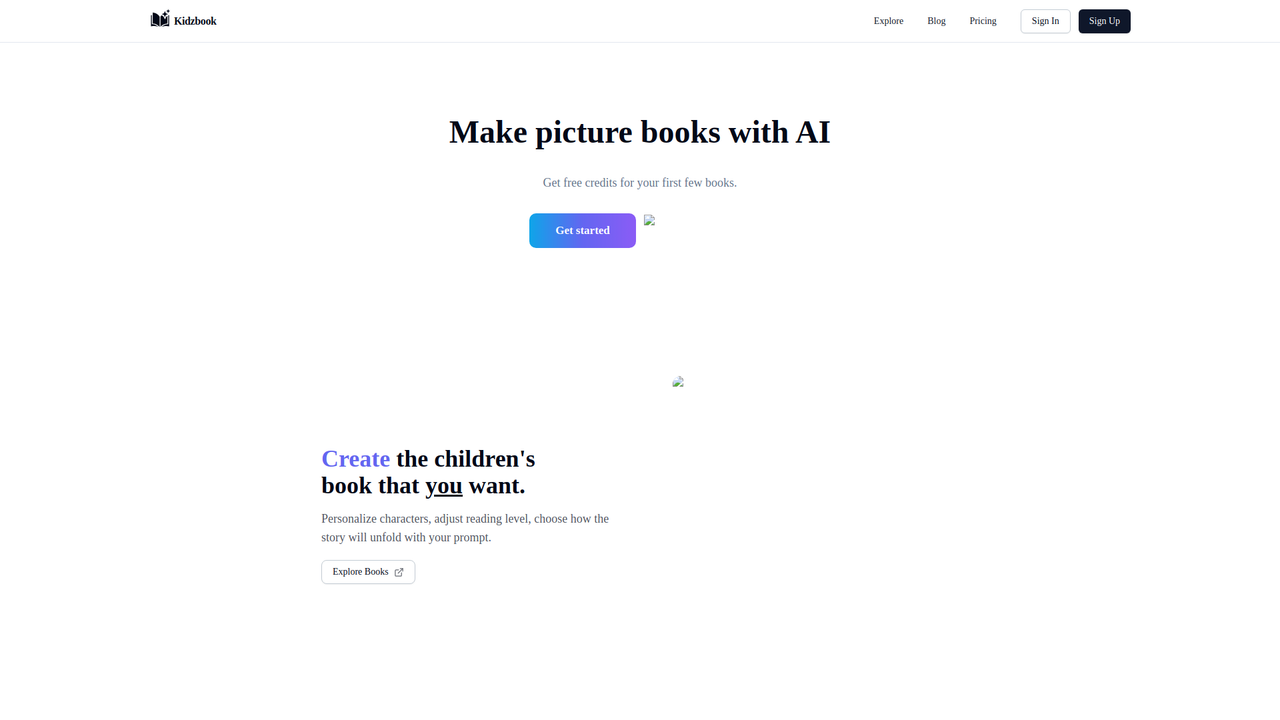 Kidzbook
Explore
Blog
Pricing
Sign In
Sign Up
Make picture books with AI
Get free credits for your first few books.
Get started
Create the children's
book that you want.
Personalize characters, adjust reading level, choose how the
story will unfold with your prompt.
Explore Books